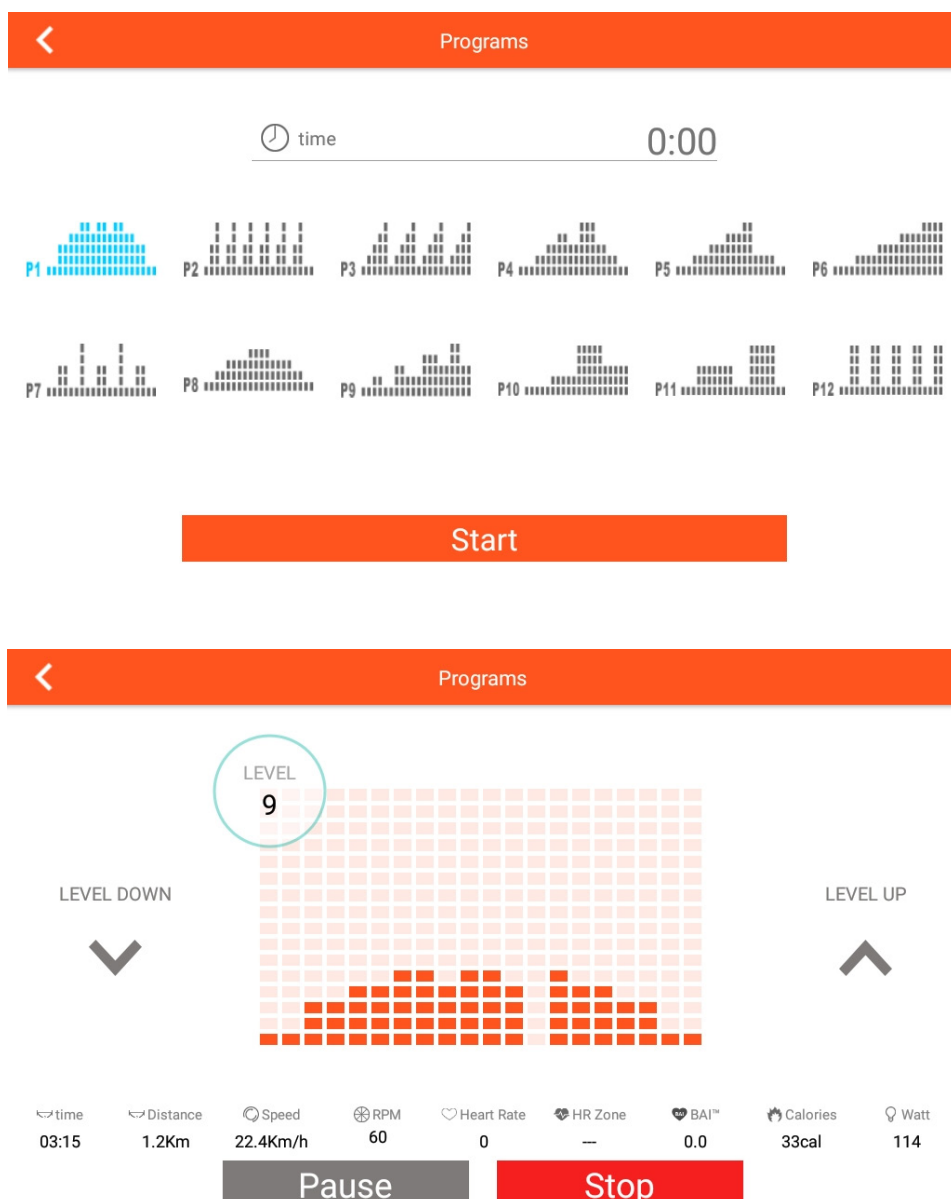 Programs
time 0:00
P1 P2 P3 P4 P5 P6
P7 P8 P9 P10 P11 P12
Start
Programs
LEVEL
9
LEVEL DOWN LEVEL UP
time Distance Speed RPM Heart Rate HR Zone BAI BAI™ Calories Watt
03:15 1.2Km 22.4Km/h 60 0 --- 0.0 33cal 114
Pause Stop